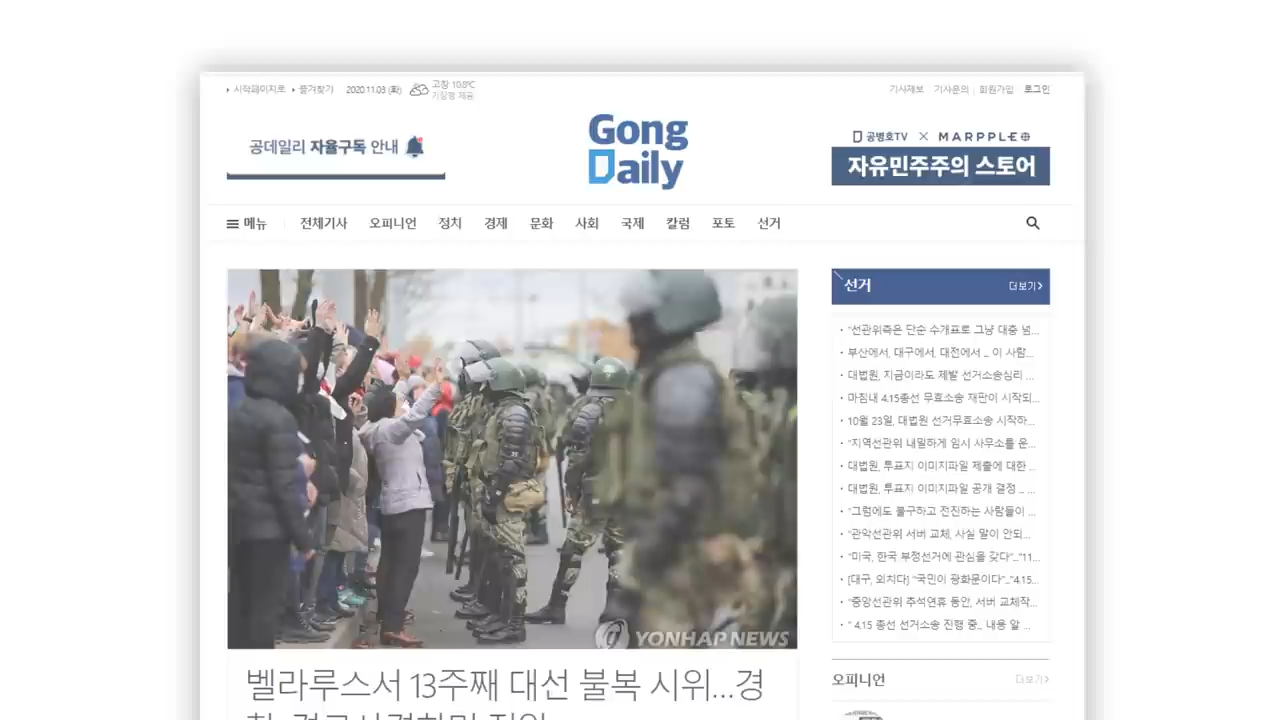 시작페이지로 즐겨찾기 2020.11.03 (화) 고창 10.8℃
기상청 제공
기사제보 기사문의 회원가입 로그인
공데일리 자율구독 안내
Gong
Daily
공병호TV × MARPPLE
자유민주주의 스토어
메뉴 전체기사 오피니언 정치 경제 문화 사회 국제 칼럼 포토 선거
YONHAP NEWS
벨라루스서 13주째 대선 불복 시위...경
선거 더보기
"선관위측은 단순 수개표로 그냥 대충 넘...
부산에서, 대구에서, 대전에서 ... 이 사람...
대법원, 지금이라도 제발 선거소송심리 ...
마침내 4.15총선 무효소송 재판이 시작되...
10월 23일, 대법원 선거무효소송 시작하...
"지역선관위 내밀하게 임시 사무소를 운...
대법원, 투표지 이미지파일 제출에 대한 ...
대법원, 투표지 이미지파일 공개 결정 ... ...
"그럼에도 불구하고 전진하는 사람들이 ...
"관악선관위 서버 교체, 사실 말이 안되...
"미국, 한국 부정선거에 관심을 갖다"..."11...
[대구, 외치다] "국민이 광화문이다"..."4.15...
"중앙선관위 추석연휴 동안, 서버 교체작...
" 4.15 총선 선거소송 진행 중... 내용 알 ...
오피니언 더보기